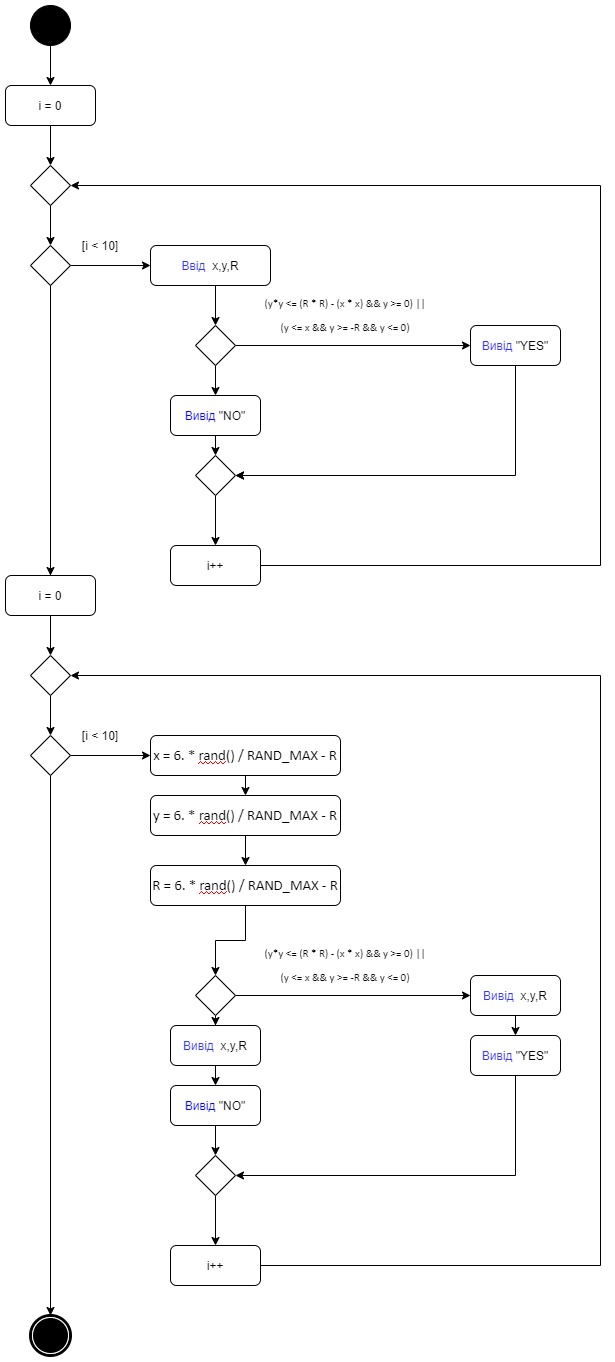 i = 0
[i < 10]
Ввід x,y,R
(y*y <= (R * R) - (x * x) && y >= 0) ||
(y <= x && y >= -R && y <= 0)
Вивід "YES"
Вивід "NO"
i++
i = 0
[i < 10]
x = 6. * rand() / RAND_MAX - R
y = 6. * rand() / RAND_MAX - R
R = 6. * rand() / RAND_MAX - R
(y*y <= (R * R) - (x * x) && y >= 0) ||
(y <= x && y >= -R && y <= 0)
Вивід x,y,R
Вивід x,y,R
Вивід "YES"
Вивід "NO"
i++